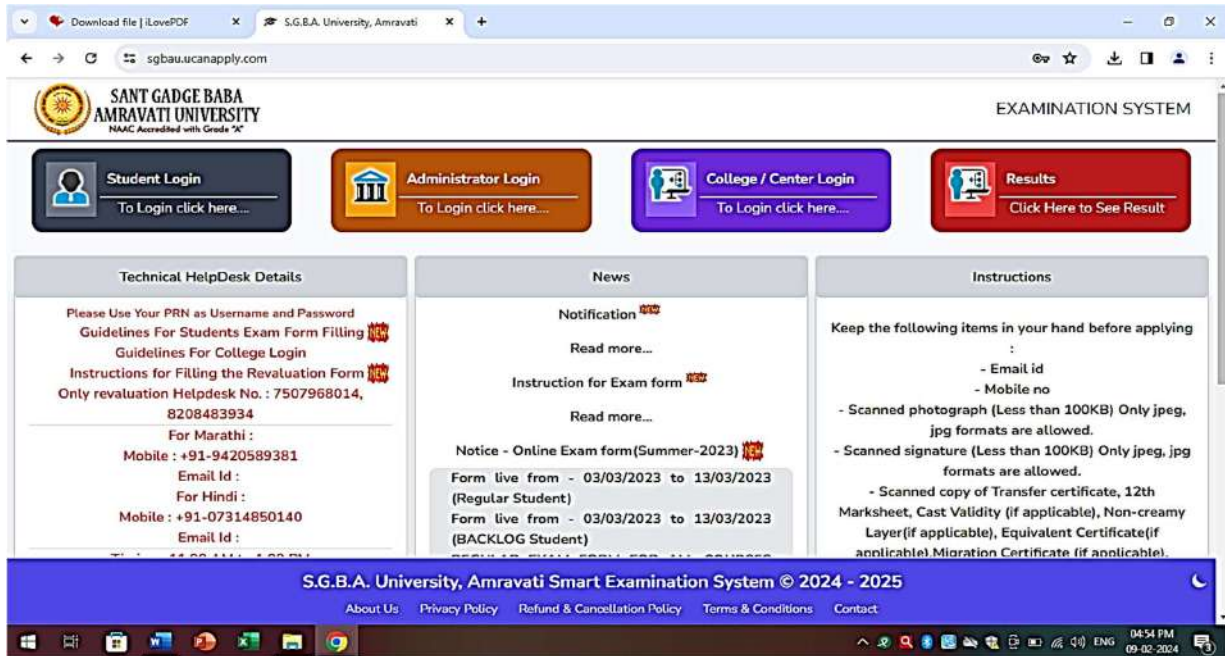 Download file | iLovePDF
S.G.B.A. University, Amravati
sgbau.ucanapply.com
SANT GADGE BABA
AMRAVATI UNIVERSITY
NAAC Accredited with Grade "A"
EXAMINATION SYSTEM
Student Login
To Login click here....
Administrator Login
To Login click here....
College / Center Login
To Login click here....
Results
Click Here to See Result
Technical HelpDesk Details
Please Use Your PRN as Username and Password
Guidelines For Students Exam Form Filling NEW
Guidelines For College Login
Instructions for Filling the Revaluation Form NEW
Only revaluation Helpdesk No. : 7507968014,
8208483934
For Marathi :
Mobile : +91-9420589381
Email Id :
For Hindi :
Mobile : +91-07314850140
Email Id :
News
Notification NEW
Read more...
Instruction for Exam form NEW
Read more...
Notice - Online Exam form(Summer-2023) NEW
Form live from - 03/03/2023 to 13/03/2023
(Regular Student)
Form live from - 03/03/2023 to 13/03/2023
(BACKLOG Student)
REGULAR EXAM FORM FOR ALL COURSES
Instructions
Keep the following items in your hand before applying
:
- Email id
- Mobile no
- Scanned photograph (Less than 100KB) Only jpeg,
jpg formats are allowed.
- Scanned signature (Less than 100KB) Only jpeg, jpg
formats are allowed.
- Scanned copy of Transfer certificate, 12th
Marksheet, Cast Validity (if applicable), Non-creamy
Layer(if applicable), Equivalent Certificate(if
applicable),Migration Certificate (if applicable),
S.G.B.A. University, Amravati Smart Examination System © 2024 - 2025
About Us Privacy Policy Refund & Cancellation Policy Terms & Conditions Contact
ENG
04:54 PM
09-02-2024